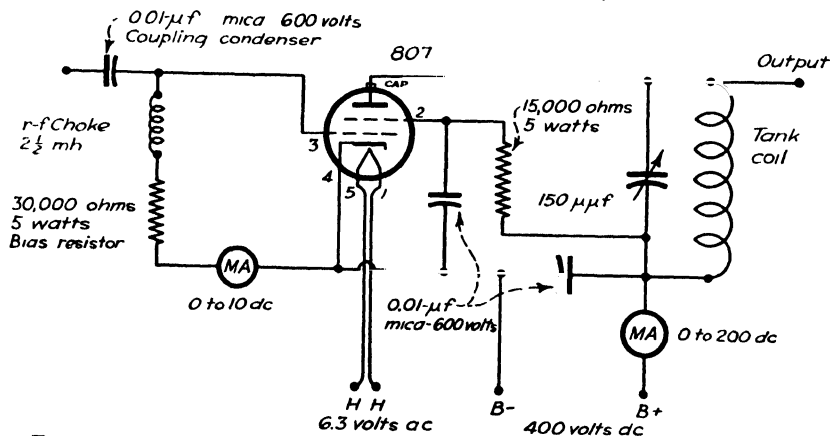 0.01-μf mica 600 volts
Coupling condenser
807
CAP
Output
r-f Choke
2 1/2 mh
3
2
4
5
1
15,000 ohms
5 watts
Tank
coil
150 μμf
30,000 ohms
5 watts
Bias resistor
MA
0 to 10 dc
0.01-μf
mica-600 volts
MA
0 to 200 dc
H H
6.3 volts ac
B-
400 volts dc
B+